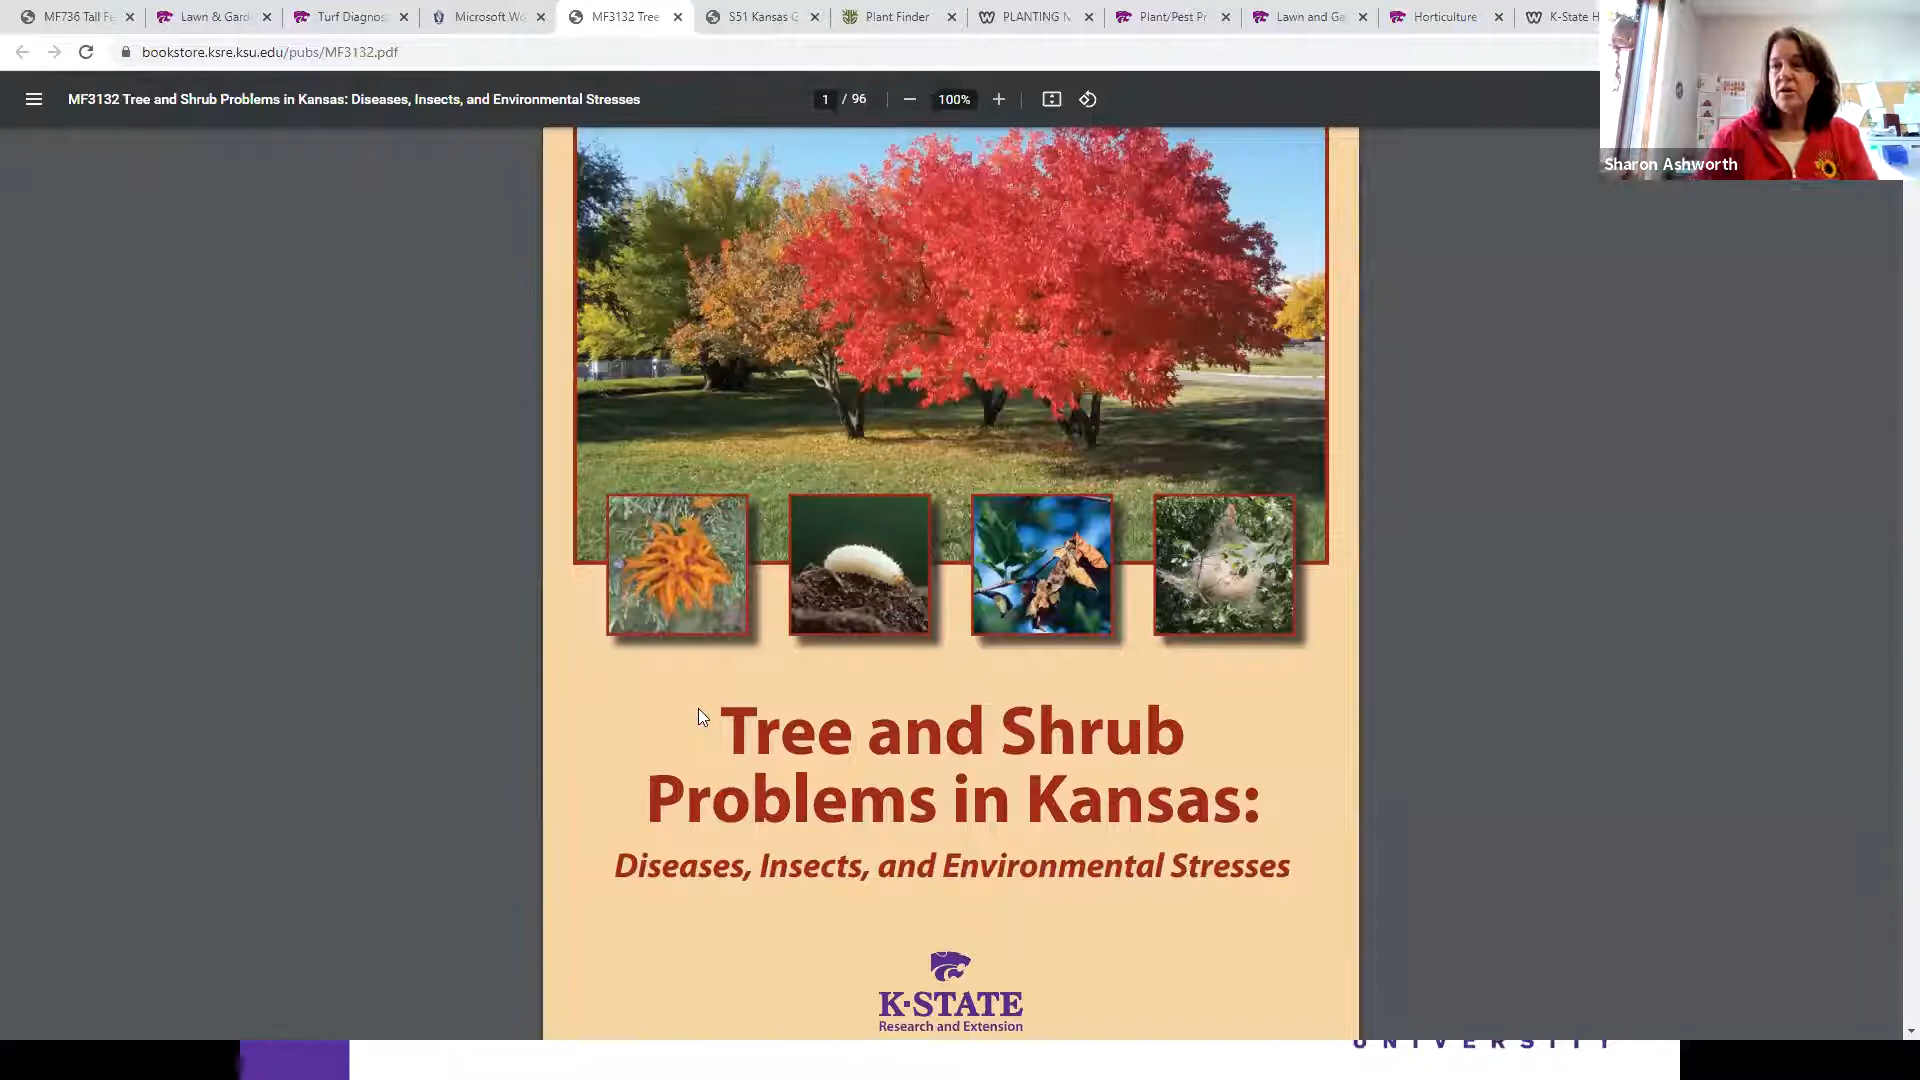 MF736 Tall Fe
Lawn & Gard
Turf Diagnos
Microsoft Wo
MF3132 Tree
S51 Kansas G
Plant Finder
PLANTING N
Plant/Pest Pr
Lawn and Ga
Horticulture
K-State H
bookstore.ksre.ksu.edu/pubs/MF3132.pdf
MF3132 Tree and Shrub Problems in Kansas: Diseases, Insects, and Environmental Stresses
1 / 96
100%
Sharon Ashworth
Tree and Shrub
Problems in Kansas:
Diseases, Insects, and Environmental Stresses
K-STATE
Research and Extension
UNIVERSITY